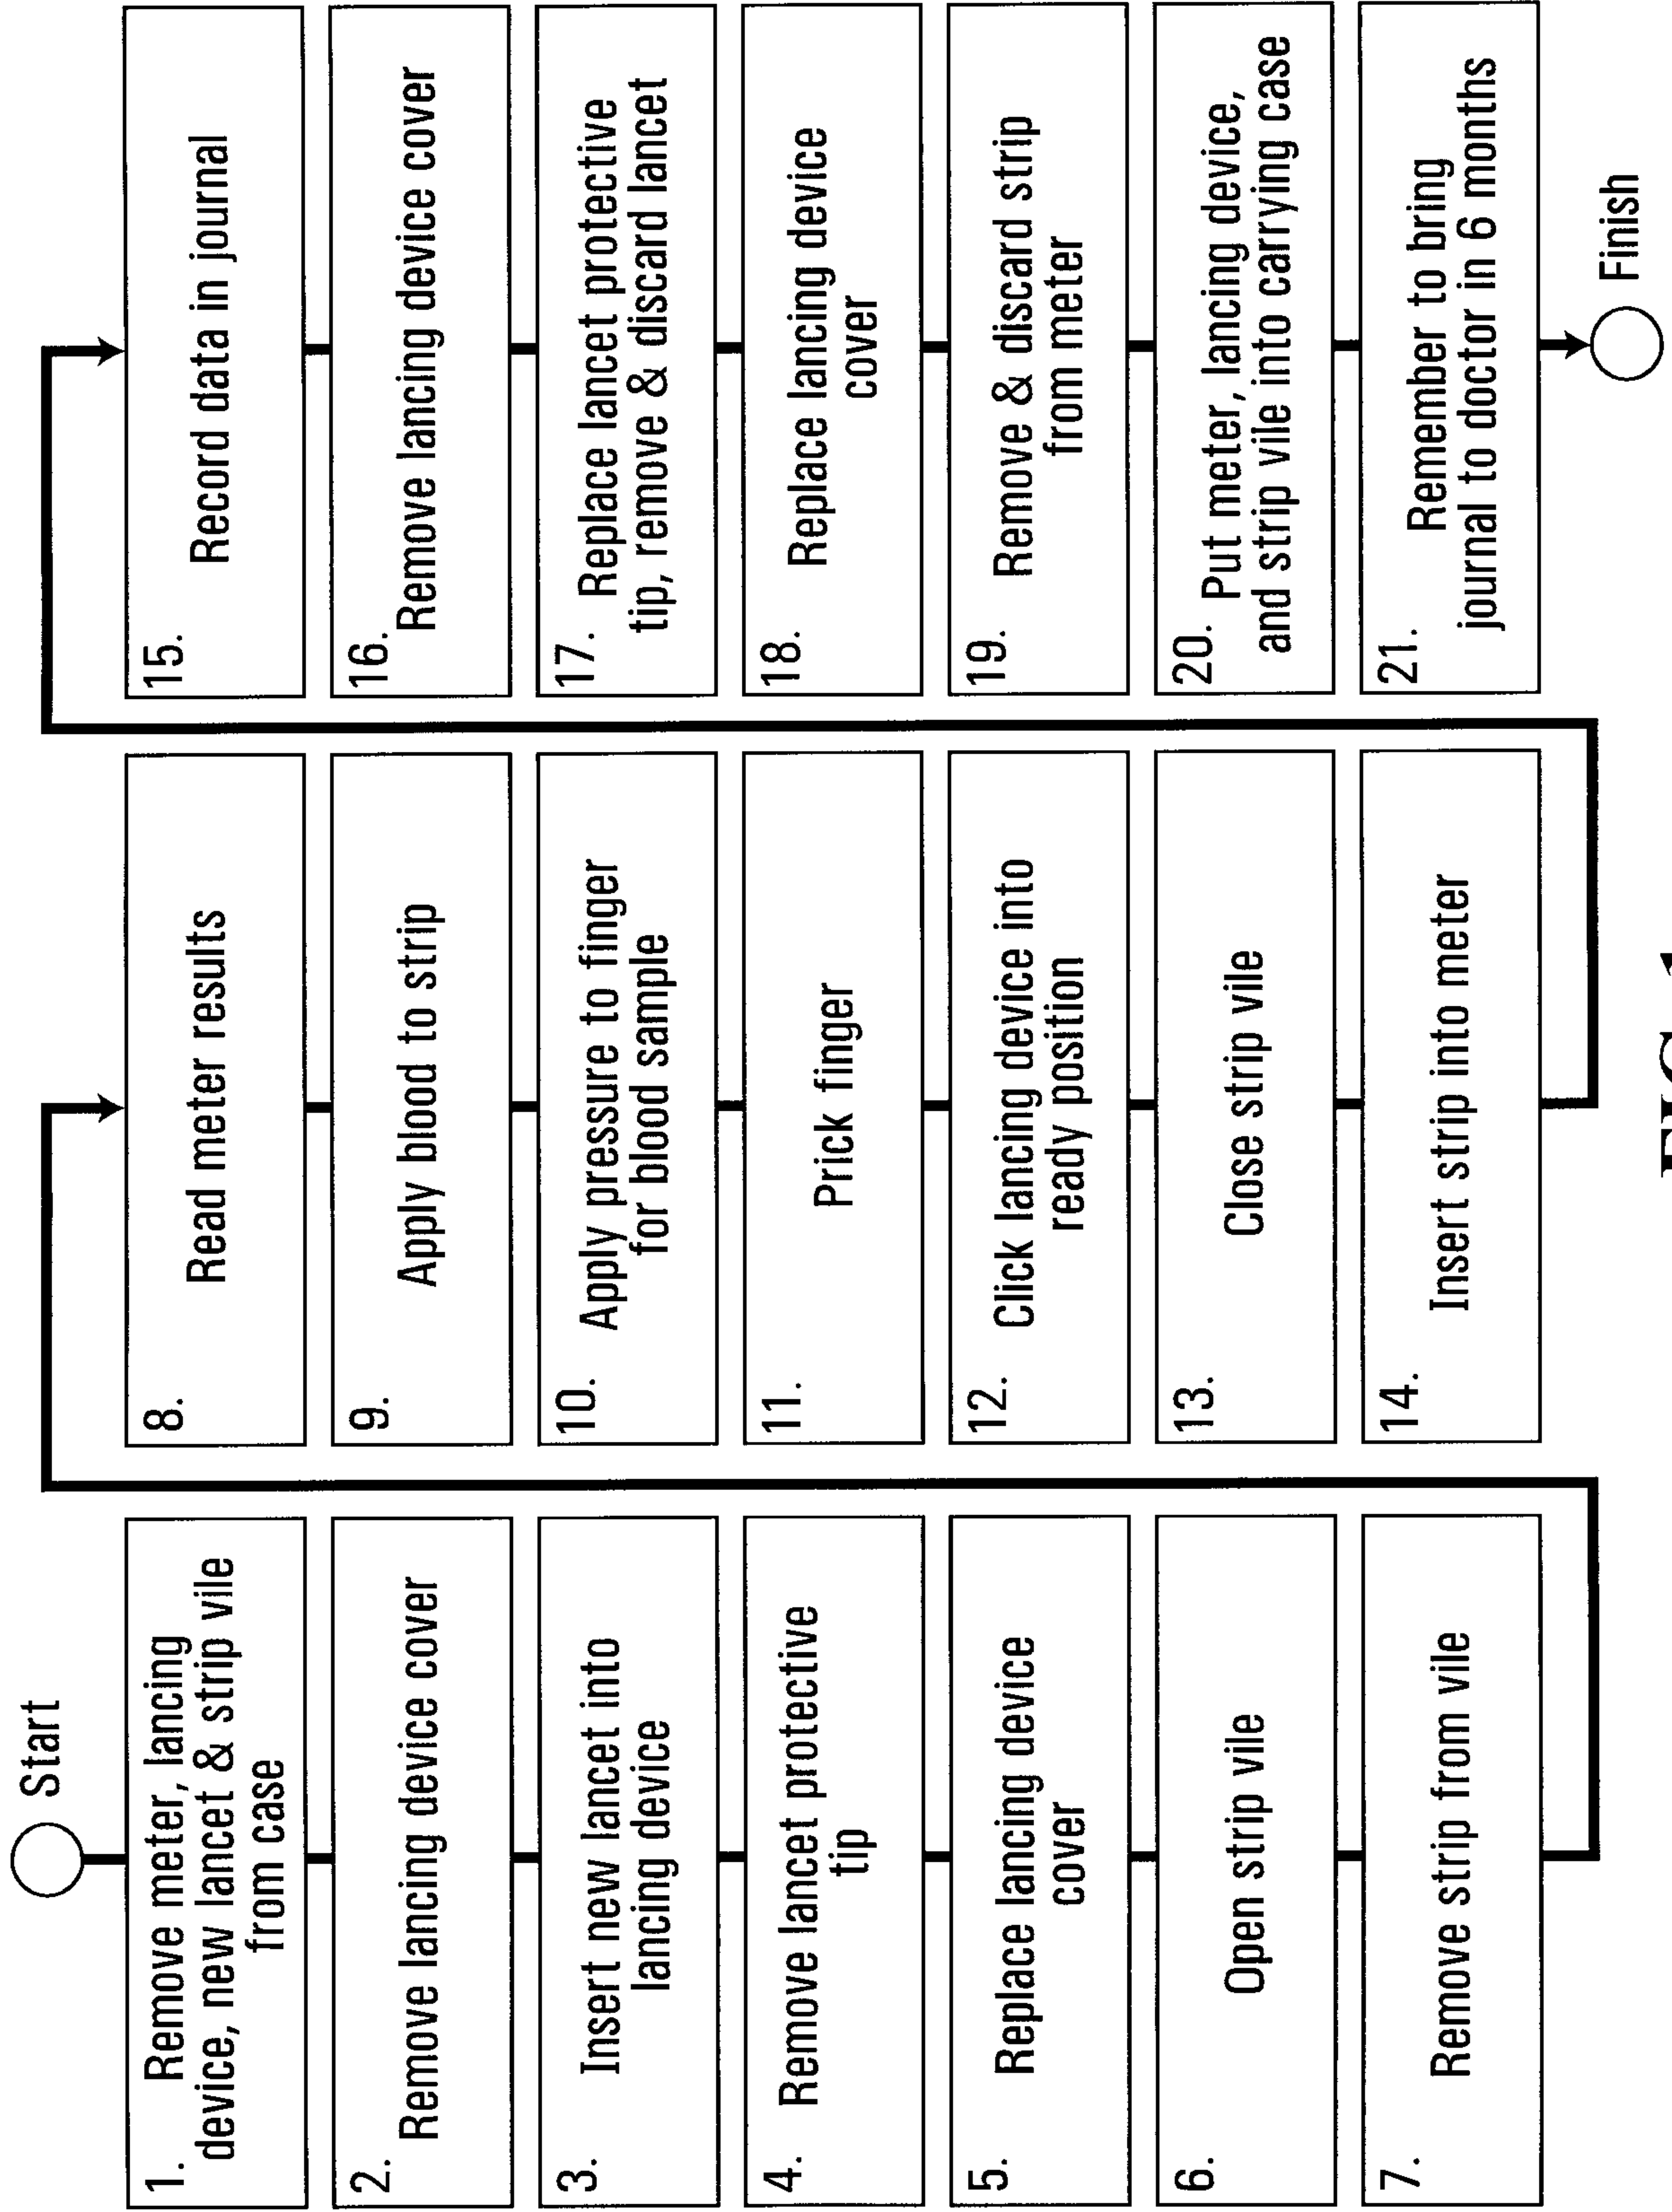 Start
1. Remove meter, lancing
device, new lancet & strip vile
from case
2. Remove lancing device cover
3. Insert new lancet into
lancing device
4. Remove lancet protective
tip
5. Replace lancing device
cover
6. Open strip vile
7. Remove strip from vile
8. Read meter results
9. Apply blood to strip
10. Apply pressure to finger
for blood sample
11. Prick finger
12. Click lancing device into
ready position
13. Close strip vile
14. Insert strip into meter
15. Record data in journal
16. Remove lancing device cover
17. Replace lancet protective
tip, remove & discard lancet
18. Replace lancing device
cover
19. Remove & discard strip
from meter
20. Put meter, lancing device,
and strip vile into carrying case
21. Remember to bring
journal to doctor in 6 months
Finish